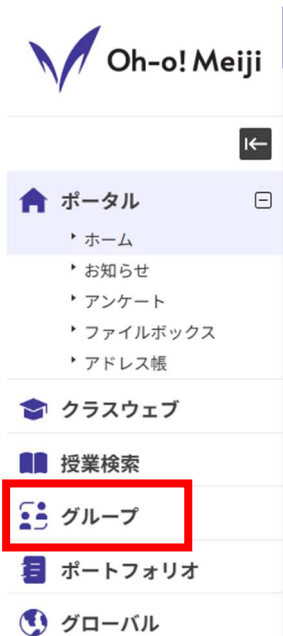 Oh-o! Meiji
ポータル
ホーム
お知らせ
アンケート
ファイルボックス
アドレス帳
クラスウェブ
授業検索
グループ
ポートフォリオ
グローバル